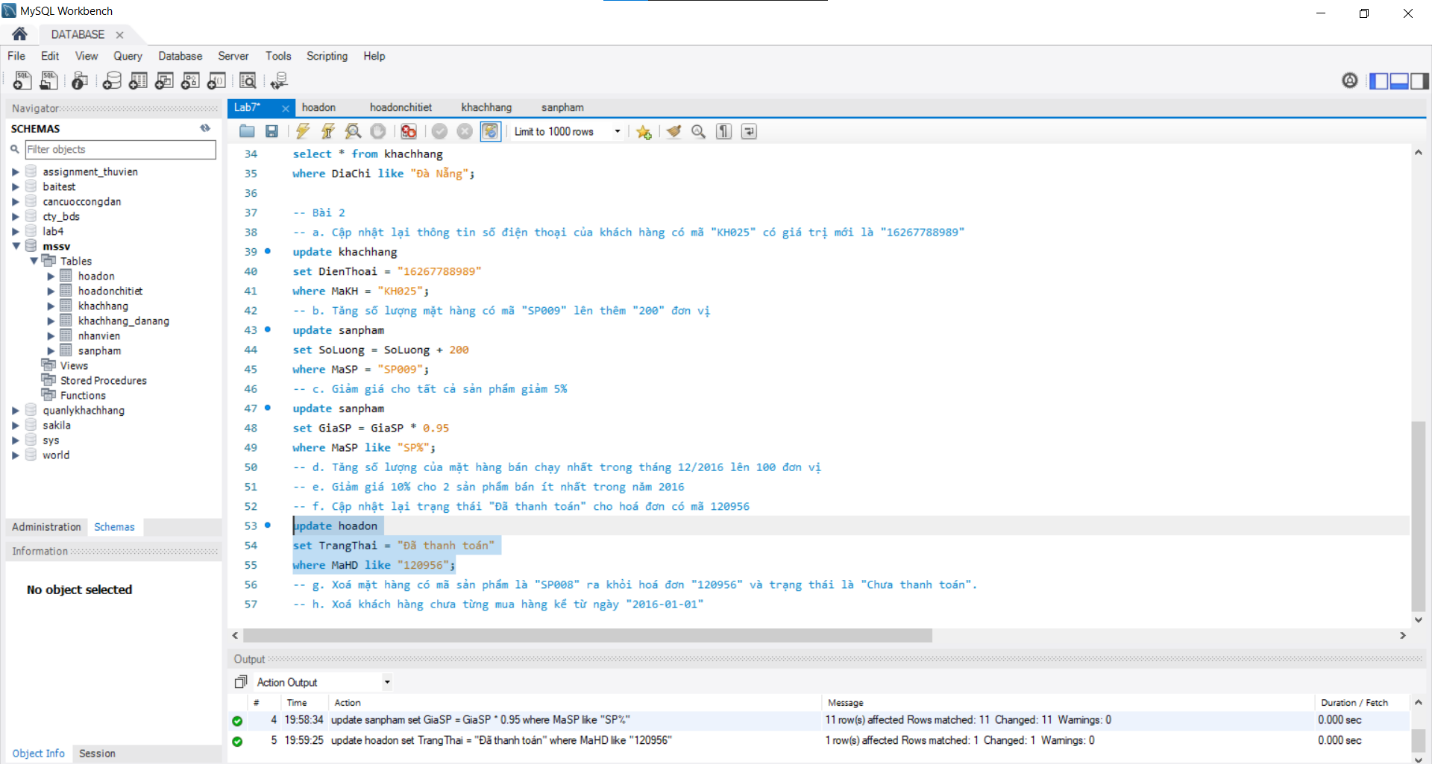 MySQL Workbench
DATABASE
File Edit View Query Database Server Tools Scripting Help
Navigator
SCHEMAS
Filter objects
assignment_thuvien
baitest
cancuoccongdan
cty_bds
lab4
mssv
Tables
hoadon
hoadonchitiet
khachhang
khachhang_danang
nhanvien
sanpham
Views
Stored Procedures
Functions
quanlykhachhang
sakila
sys
world
Administration Schemas
Information
No object selected
Object Info Session
Lab7* hoadon hoadonchitiet khachhang sanpham
Limit to 1000 rows
34 select * from khachhang
35 where DiaChi like "Đà Nẵng";
36
37 -- Bài 2
38 -- a. Cập nhật lại thông tin số điện thoại của khách hàng có mã "KH025" có giá trị mới là "16267788989"
39 update khachhang
40 set DienThoai = "16267788989"
41 where MaKH = "KH025";
42 -- b. Tăng số lượng mặt hàng có mã "SP009" lên thêm "200" đơn vị
43 update sanpham
44 set SoLuong = SoLuong + 200
45 where MaSP = "SP009";
46 -- c. Giảm giá cho tất cả sản phẩm giảm 5%
47 update sanpham
48 set GiaSP = GiaSP * 0.95
49 where MaSP like "SP%";
50 -- d. Tăng số lượng của mặt hàng bán chạy nhất trong tháng 12/2016 lên 100 đơn vị
51 -- e. Giảm giá 10% cho 2 sản phẩm bán ít nhất trong năm 2016
52 -- f. Cập nhật lại trạng thái "Đã thanh toán" cho hoá đơn có mã 120956
53 update hoadon
54 set TrangThai = "Đã thanh toán"
55 where MaHD like "120956";
56 -- g. Xoá mặt hàng có mã sản phẩm là "SP008" ra khỏi hoá đơn "120956" và trạng thái là "Chưa thanh toán".
57 -- h. Xoá khách hàng chưa từng mua hàng kể từ ngày "2016-01-01"
Output
Action Output
# Time Action Message Duration / Fetch
4 19:58:34 update sanpham set GiaSP = GiaSP * 0.95 where MaSP like "SP%" 11 row(s) affected Rows matched: 11 Changed: 11 Warnings: 0 0.000 sec
5 19:59:25 update hoadon set TrangThai = "Đã thanh toán" where MaHD like "120956" 1 row(s) affected Rows matched: 1 Changed: 1 Warnings: 0 0.000 sec